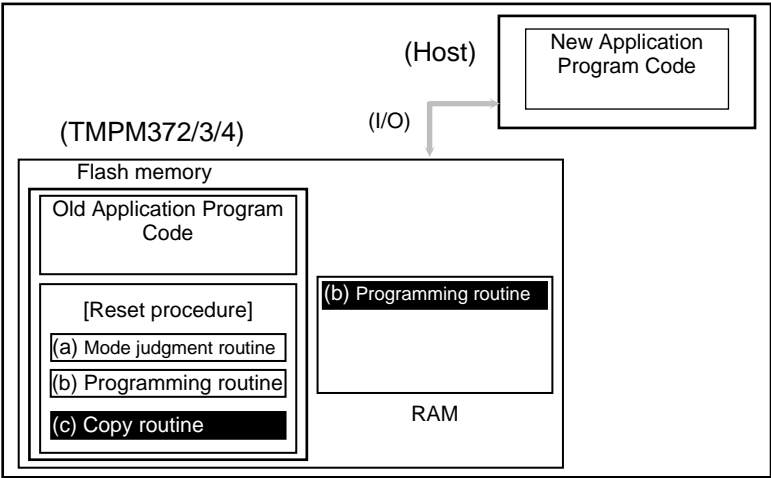 (Host)
New Application
Program Code
(I/O)
(TMPM372/3/4)
Flash memory
Old Application Program
Code
[Reset procedure]
(a) Mode judgment routine
(b) Programming routine
(c) Copy routine
(b) Programming routine
RAM